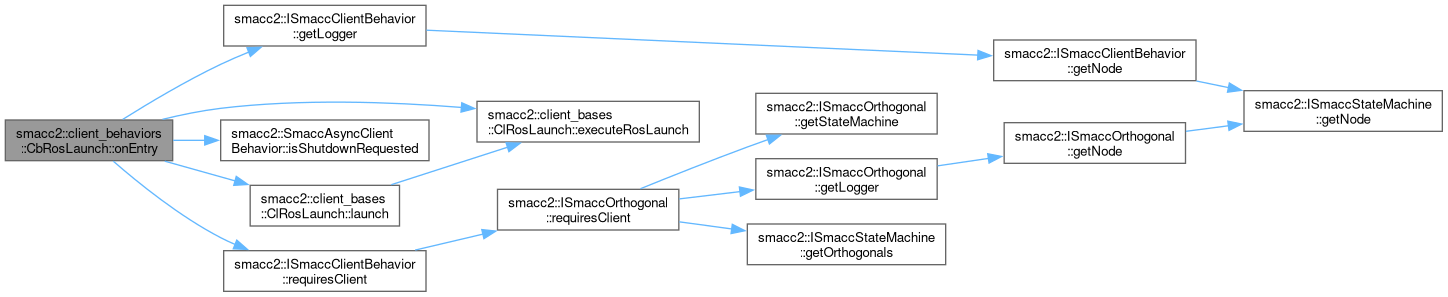 smacc2::client_behaviors
::CbRosLaunch::onEntry
smacc2::ISmaccClientBehavior
::getLogger
smacc2::client_bases
::ClRosLaunch::executeRosLaunch
smacc2::SmaccAsyncClient
Behavior::isShutdownRequested
smacc2::client_bases
::ClRosLaunch::launch
smacc2::ISmaccClientBehavior
::requiresClient
smacc2::ISmaccOrthogonal
::requiresClient
smacc2::ISmaccOrthogonal
::getStateMachine
smacc2::ISmaccOrthogonal
::getLogger
smacc2::ISmaccStateMachine
::getOrthogonals
smacc2::ISmaccClientBehavior
::getNode
smacc2::ISmaccOrthogonal
::getNode
smacc2::ISmaccStateMachine
::getNode